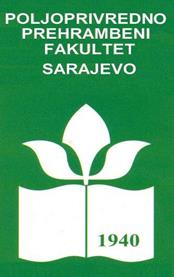 POLJOPRIVREDNO
PREHRAMBENI
FAKULTET
SARAJEVO
1940